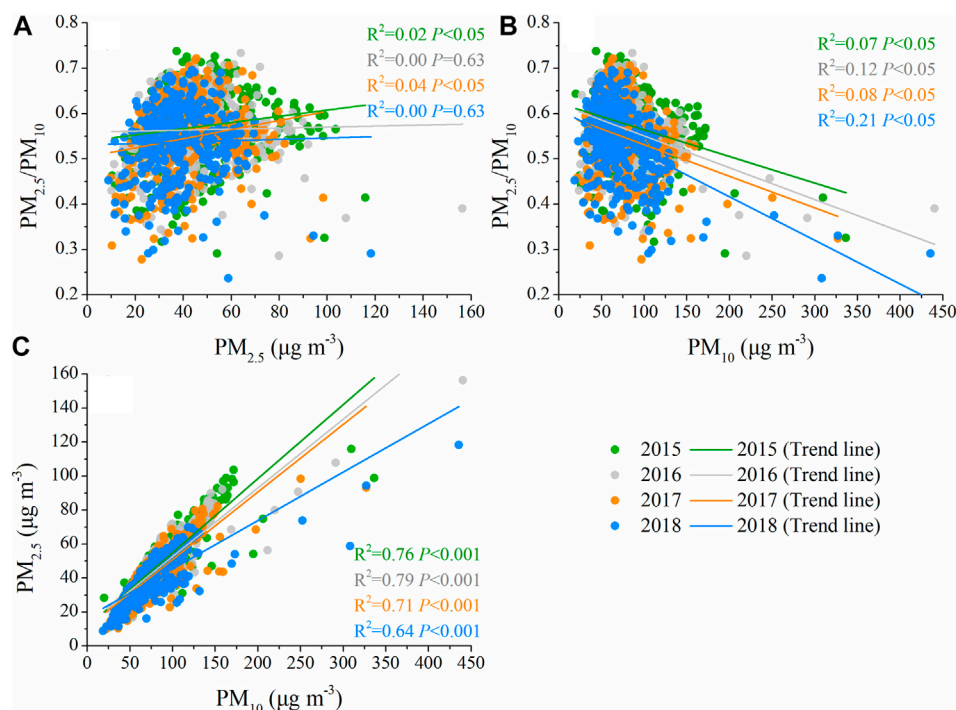 A
R²=0.02 P<0.05
R²=0.00 P=0.63
R²=0.04 P<0.05
R²=0.00 P=0.63
0.8
0.7
0.6
0.5
0.4
0.3
0.2
PM₂.₅/PM₁₀
0 20 40 60 80 100 120 140 160
PM₂.₅ (μg m⁻³)
B
R²=0.07 P<0.05
R²=0.12 P<0.05
R²=0.08 P<0.05
R²=0.21 P<0.05
0.8
0.7
0.6
0.5
0.4
0.3
0.2
PM₂.₅/PM₁₀
0 50 100 150 200 250 300 350 400 450
PM₁₀ (μg m⁻³)
C
160
140
120
100
80
60
40
20
0
PM₂.₅ (μg m⁻³)
R²=0.76 P<0.001
R²=0.79 P<0.001
R²=0.71 P<0.001
R²=0.64 P<0.001
0 50 100 150 200 250 300 350 400 450
PM₁₀ (μg m⁻³)
2015 2015 (Trend line)
2016 2016 (Trend line)
2017 2017 (Trend line)
2018 2018 (Trend line)